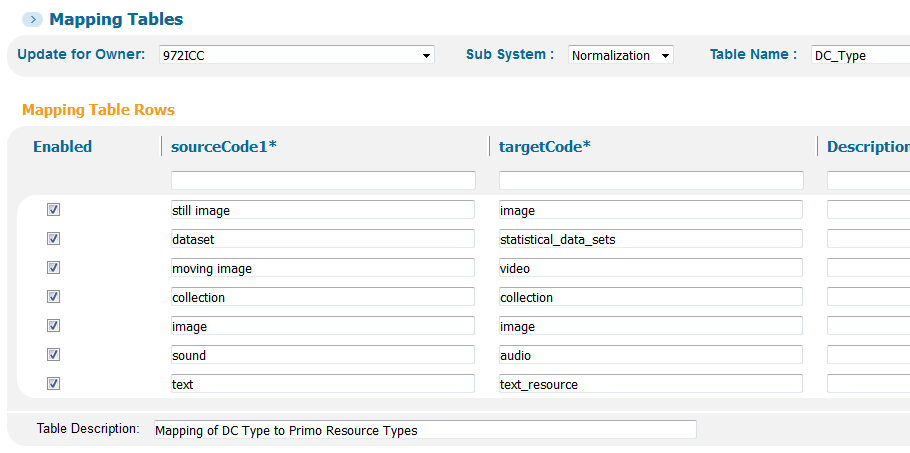 Mapping Tables
Update for Owner: 972ICC Sub System : Normalization Table Name : DC_Type
Mapping Table Rows
Enabled sourceCode1* targetCode* Description
still image image
dataset statistical_data_sets
moving image video
collection collection
image image
sound audio
text text_resource
Table Description: Mapping of DC Type to Primo Resource Types